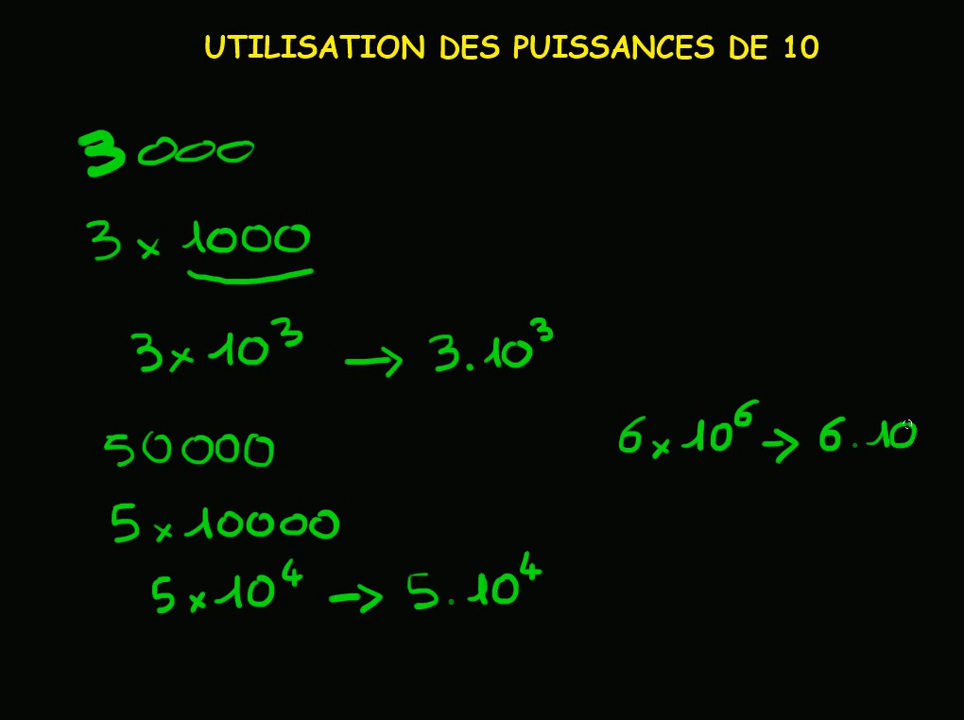 UTILISATION DES PUISSANCES DE 10
3000
3 × 1000
3 × 10³ → 3.10³
50000
5 × 10000
5 × 10⁴ → 5.10⁴
6 × 10⁶ → 6.10